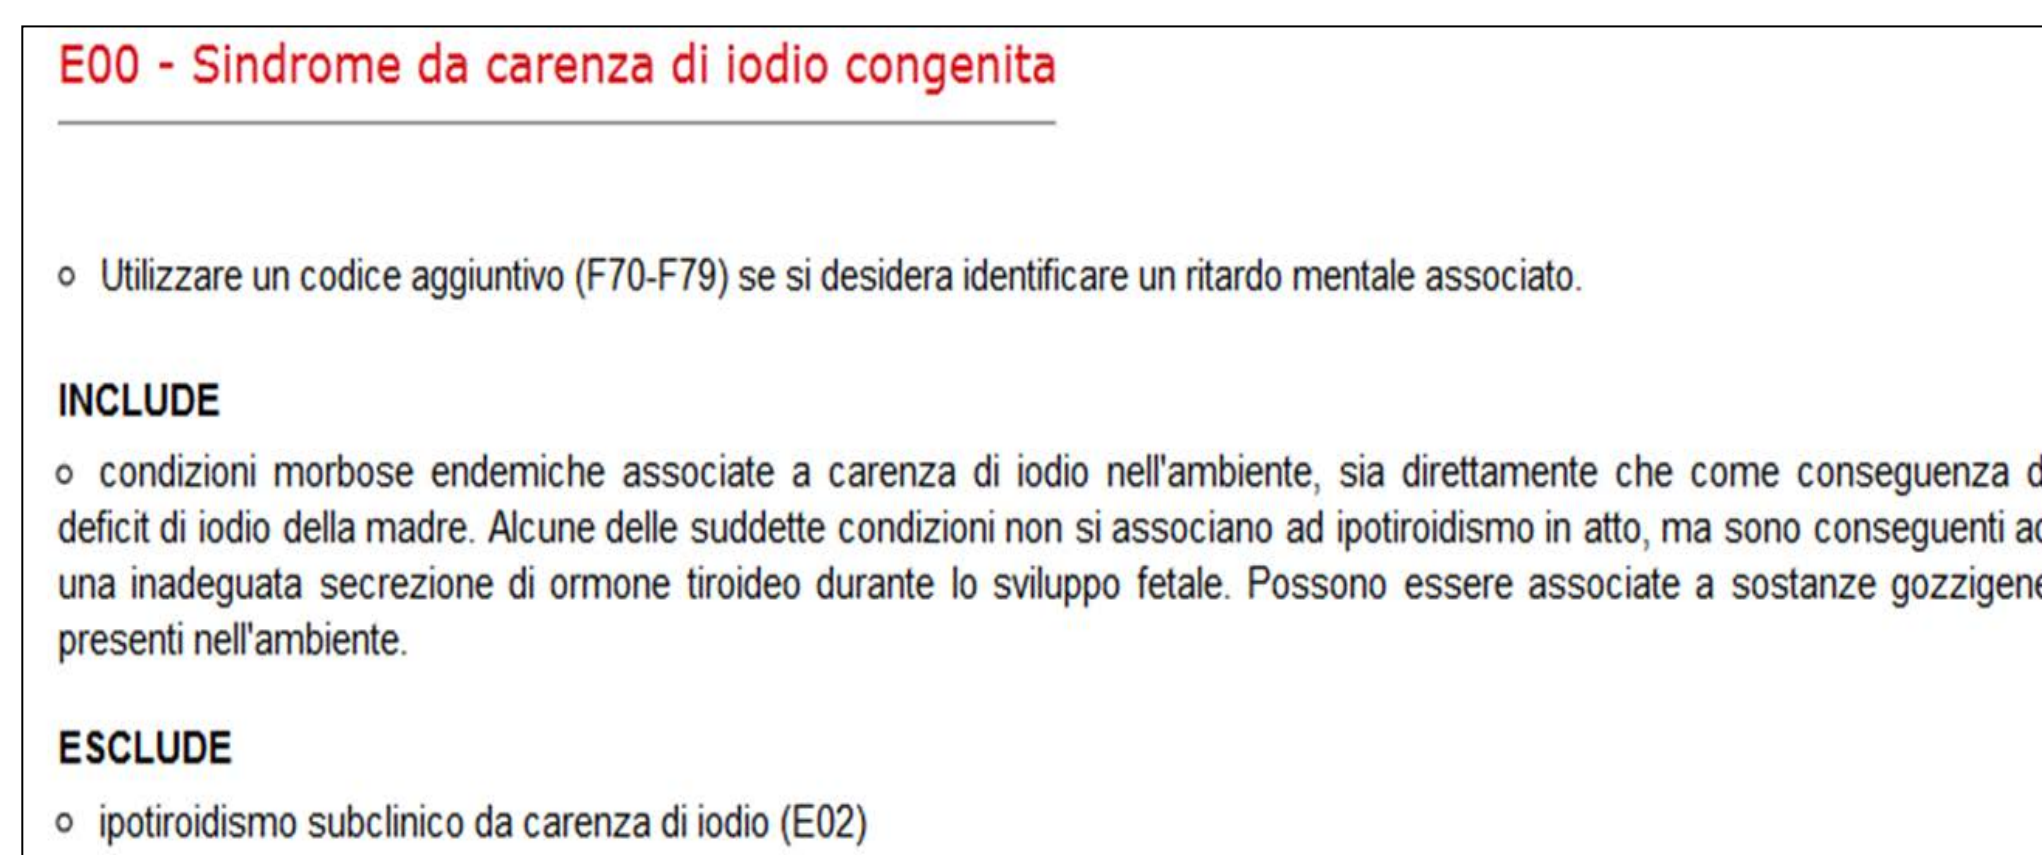 E00 - Sindrome da carenza di iodio congenita
o Utilizzare un codice aggiuntivo (F70-F79) se si desidera identificare un ritardo mentale associato.
INCLUDE
o condizioni morbose endemiche associate a carenza di iodio nell'ambiente, sia direttamente che come conseguenza
deficit di iodio della madre. Alcune delle suddette condizioni non si associano ad ipotiroidismo in atto, ma sono conseguenti
una inadeguata secrezione di ormone tiroideo durante lo sviluppo fetale. Possono essere associate a sostanze gozzigene
presenti nell'ambiente.
ESCLUDE
o ipotiroidismo subclinico da carenza di iodio (E02)